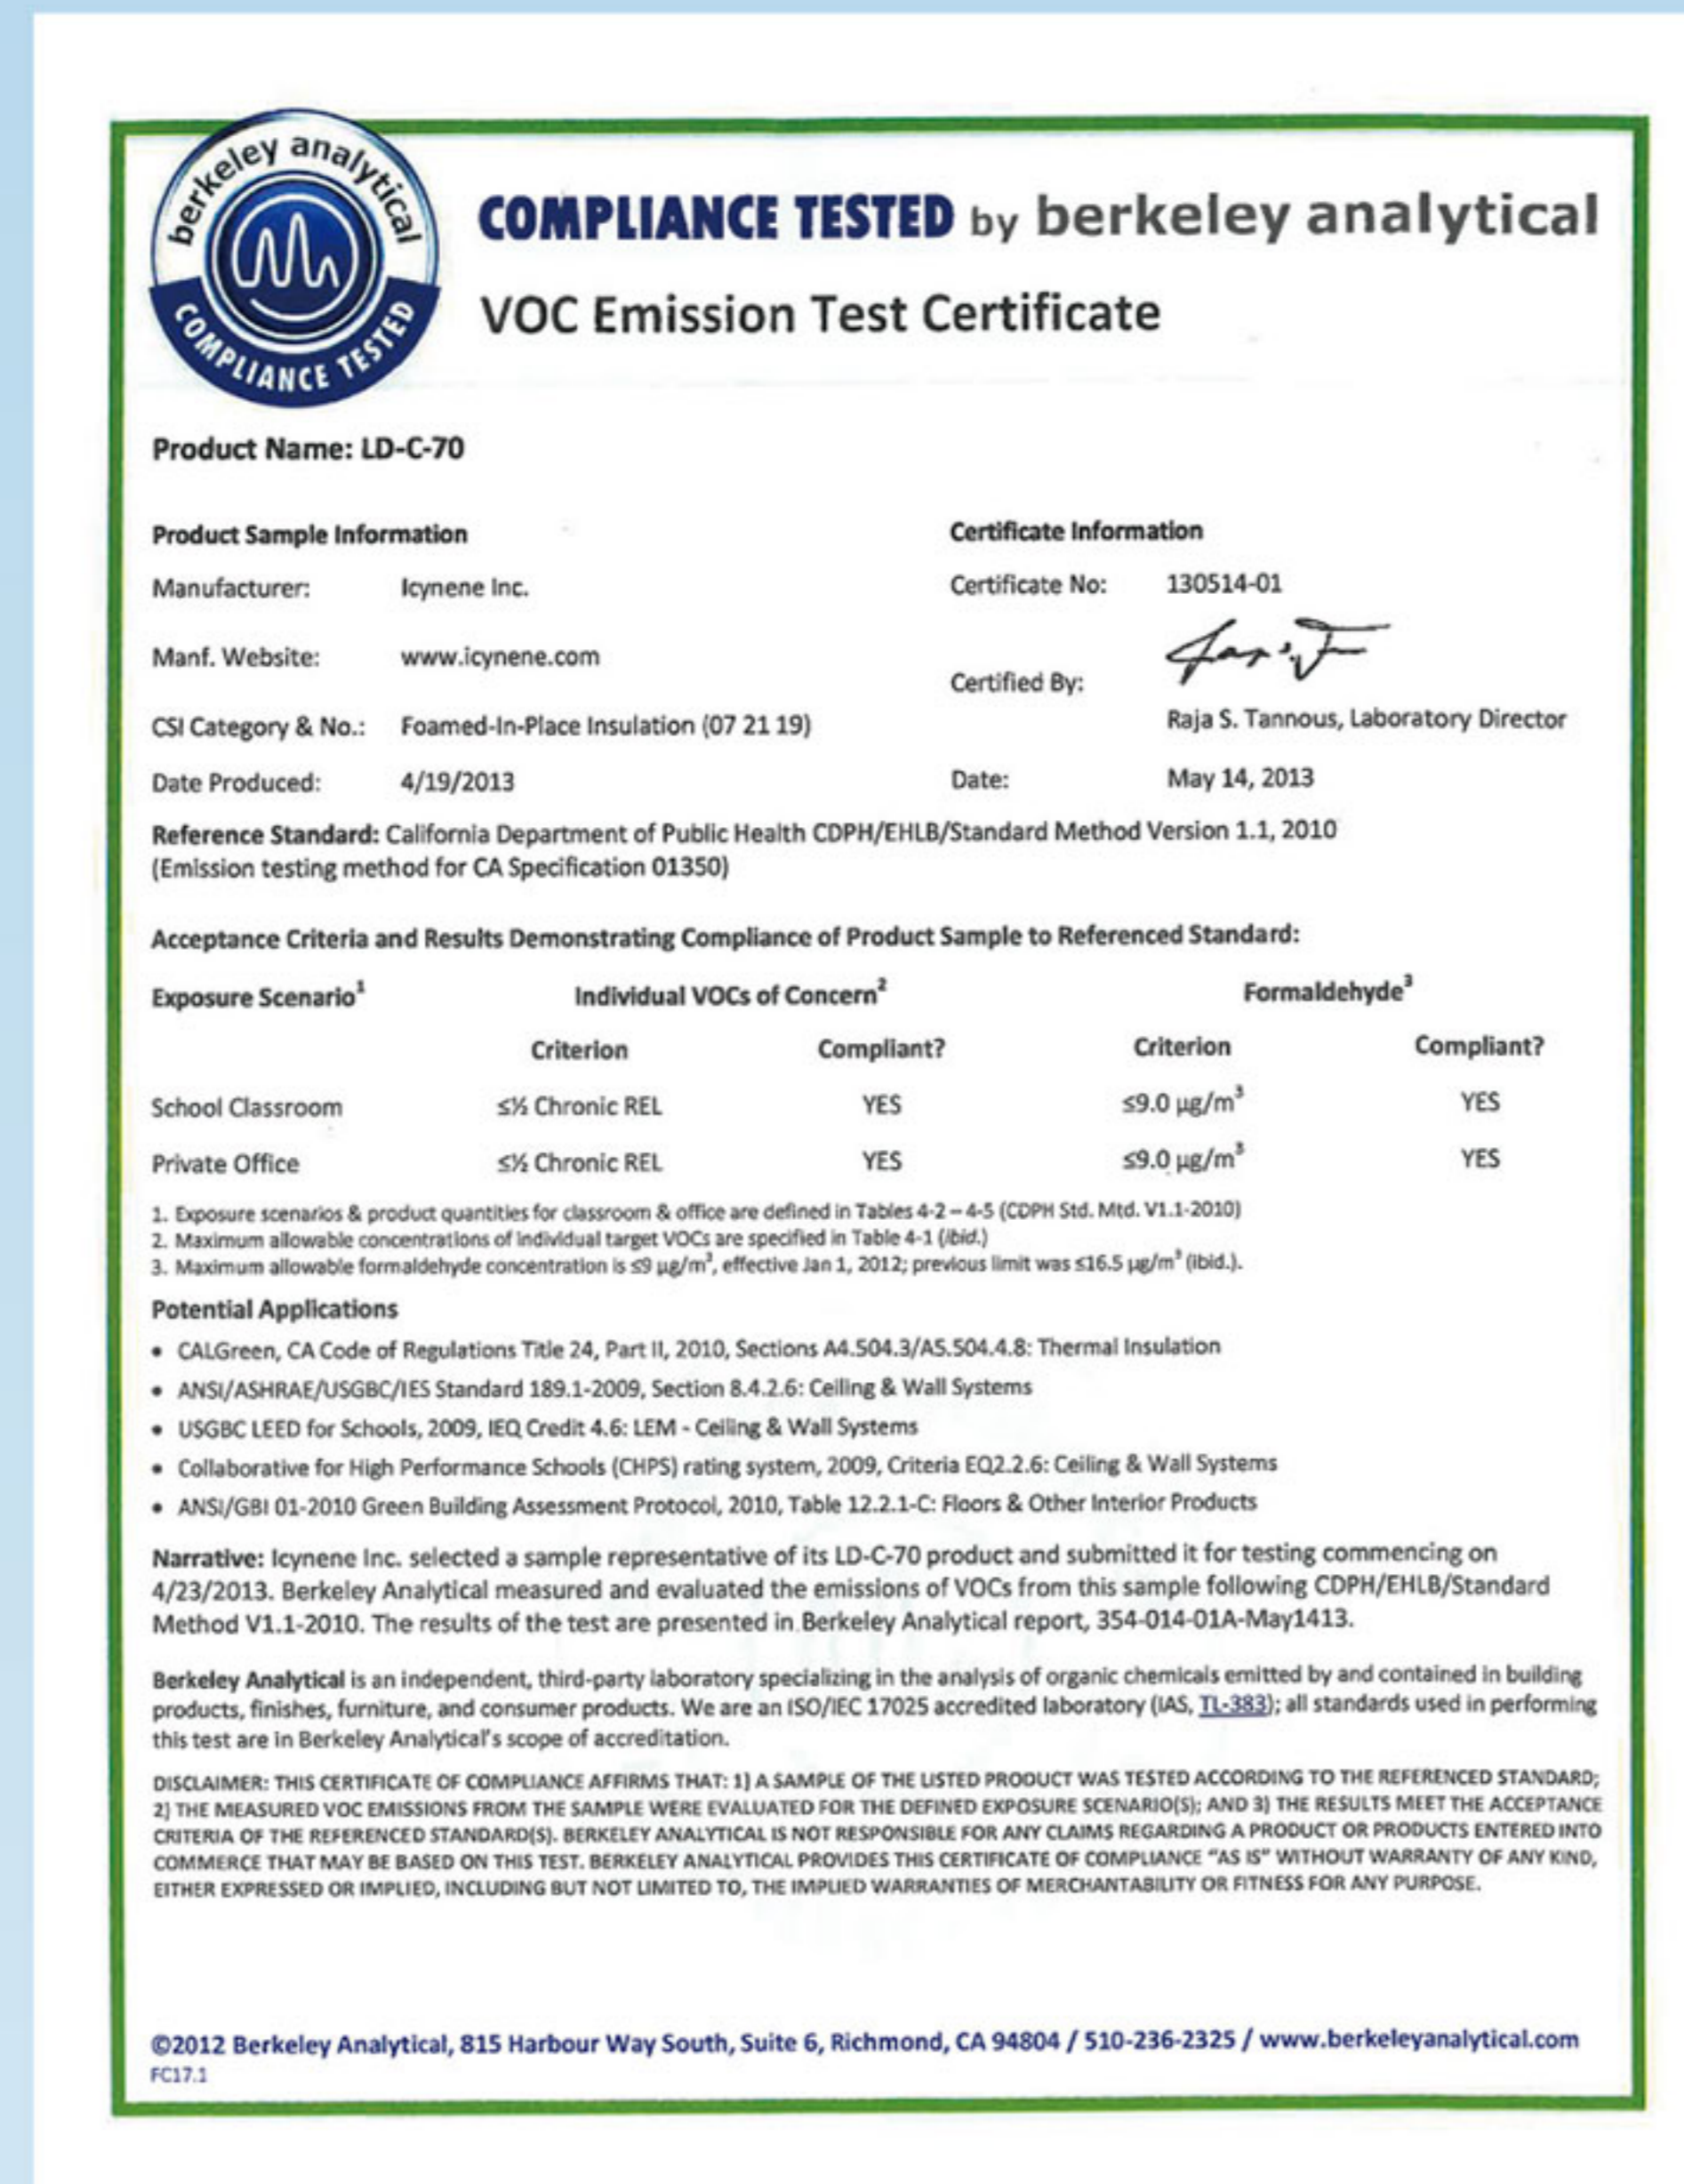 berkeley analytical
COMPLIANCE TESTED
COMPLIANCE TESTED by berkeley analytical
VOC Emission Test Certificate
Product Name: LD-C-70
Product Sample Information
Certificate Information
Manufacturer: Icynene Inc.
Certificate No: 130514-01
Manf. Website: www.icynene.com
Certified By:
Raja S. Tannous, Laboratory Director
CSI Category & No.: Foamed-In-Place Insulation (07 21 19)
Date Produced: 4/19/2013
Date: May 14, 2013
Reference Standard: California Department of Public Health CDPH/EHLB/Standard Method Version 1.1, 2010
(Emission testing method for CA Specification 01350)
Acceptance Criteria and Results Demonstrating Compliance of Product Sample to Referenced Standard:
Exposure Scenario¹ Individual VOCs of Concern² Formaldehyde³
Criterion Compliant? Criterion Compliant?
School Classroom ≤½ Chronic REL YES ≤9.0 µg/m³ YES
Private Office ≤½ Chronic REL YES ≤9.0 µg/m³ YES
1. Exposure scenarios & product quantities for classroom & office are defined in Tables 4-2 – 4-5 (CDPH Std. Mtd. V1.1-2010)
2. Maximum allowable concentrations of individual target VOCs are specified in Table 4-1 (ibid.)
3. Maximum allowable formaldehyde concentration is ≤9 µg/m³, effective Jan 1, 2012; previous limit was ≤16.5 µg/m³ (ibid.).
Potential Applications
• CALGreen, CA Code of Regulations Title 24, Part II, 2010, Sections A4.504.3/A5.504.4.8: Thermal Insulation
• ANSI/ASHRAE/USGBC/IES Standard 189.1-2009, Section 8.4.2.6: Ceiling & Wall Systems
• USGBC LEED for Schools, 2009, IEQ Credit 4.6: LEM - Ceiling & Wall Systems
• Collaborative for High Performance Schools (CHPS) rating system, 2009, Criteria EQ2.2.6: Ceiling & Wall Systems
• ANSI/GBI 01-2010 Green Building Assessment Protocol, 2010, Table 12.2.1-C: Floors & Other Interior Products
Narrative: Icynene Inc. selected a sample representative of its LD-C-70 product and submitted it for testing commencing on
4/23/2013. Berkeley Analytical measured and evaluated the emissions of VOCs from this sample following CDPH/EHLB/Standard
Method V1.1-2010. The results of the test are presented in Berkeley Analytical report, 354-014-01A-May1413.
Berkeley Analytical is an independent, third-party laboratory specializing in the analysis of organic chemicals emitted by and contained in building
products, finishes, furniture, and consumer products. We are an ISO/IEC 17025 accredited laboratory (IAS, TL-383); all standards used in performing
this test are in Berkeley Analytical's scope of accreditation.
DISCLAIMER: THIS CERTIFICATE OF COMPLIANCE AFFIRMS THAT: 1) A SAMPLE OF THE LISTED PRODUCT WAS TESTED ACCORDING TO THE REFERENCED STANDARD;
2) THE MEASURED VOC EMISSIONS FROM THE SAMPLE WERE EVALUATED FOR THE DEFINED EXPOSURE SCENARIO(S); AND 3) THE RESULTS MEET THE ACCEPTANCE
CRITERIA OF THE REFERENCED STANDARD(S). BERKELEY ANALYTICAL IS NOT RESPONSIBLE FOR ANY CLAIMS REGARDING A PRODUCT OR PRODUCTS ENTERED INTO
COMMERCE THAT MAY BE BASED ON THIS TEST. BERKELEY ANALYTICAL PROVIDES THIS CERTIFICATE OF COMPLIANCE "AS IS" WITHOUT WARRANTY OF ANY KIND,
EITHER EXPRESSED OR IMPLIED, INCLUDING BUT NOT LIMITED TO, THE IMPLIED WARRANTIES OF MERCHANTABILITY OR FITNESS FOR ANY PURPOSE.
©2012 Berkeley Analytical, 815 Harbour Way South, Suite 6, Richmond, CA 94804 / 510-236-2325 / www.berkeleyanalytical.com
FC17.1